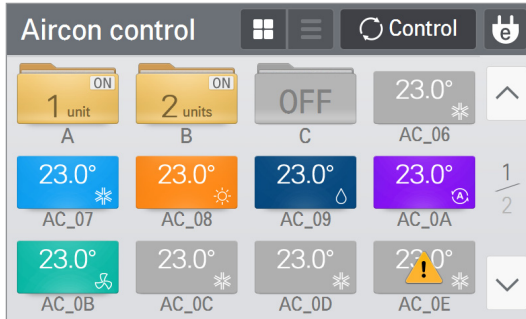 Aircon control
Control
e
ON
1 unit
ON
2 units
OFF
23.0°
A
B
C
AC_06
23.0°
23.0°
23.0°
23.0°
A
AC_07
AC_08
AC_09
AC_0A
1
2
23.0°
23.0°
23.0°
AC_0B
AC_0C
AC_0D
AC_0E